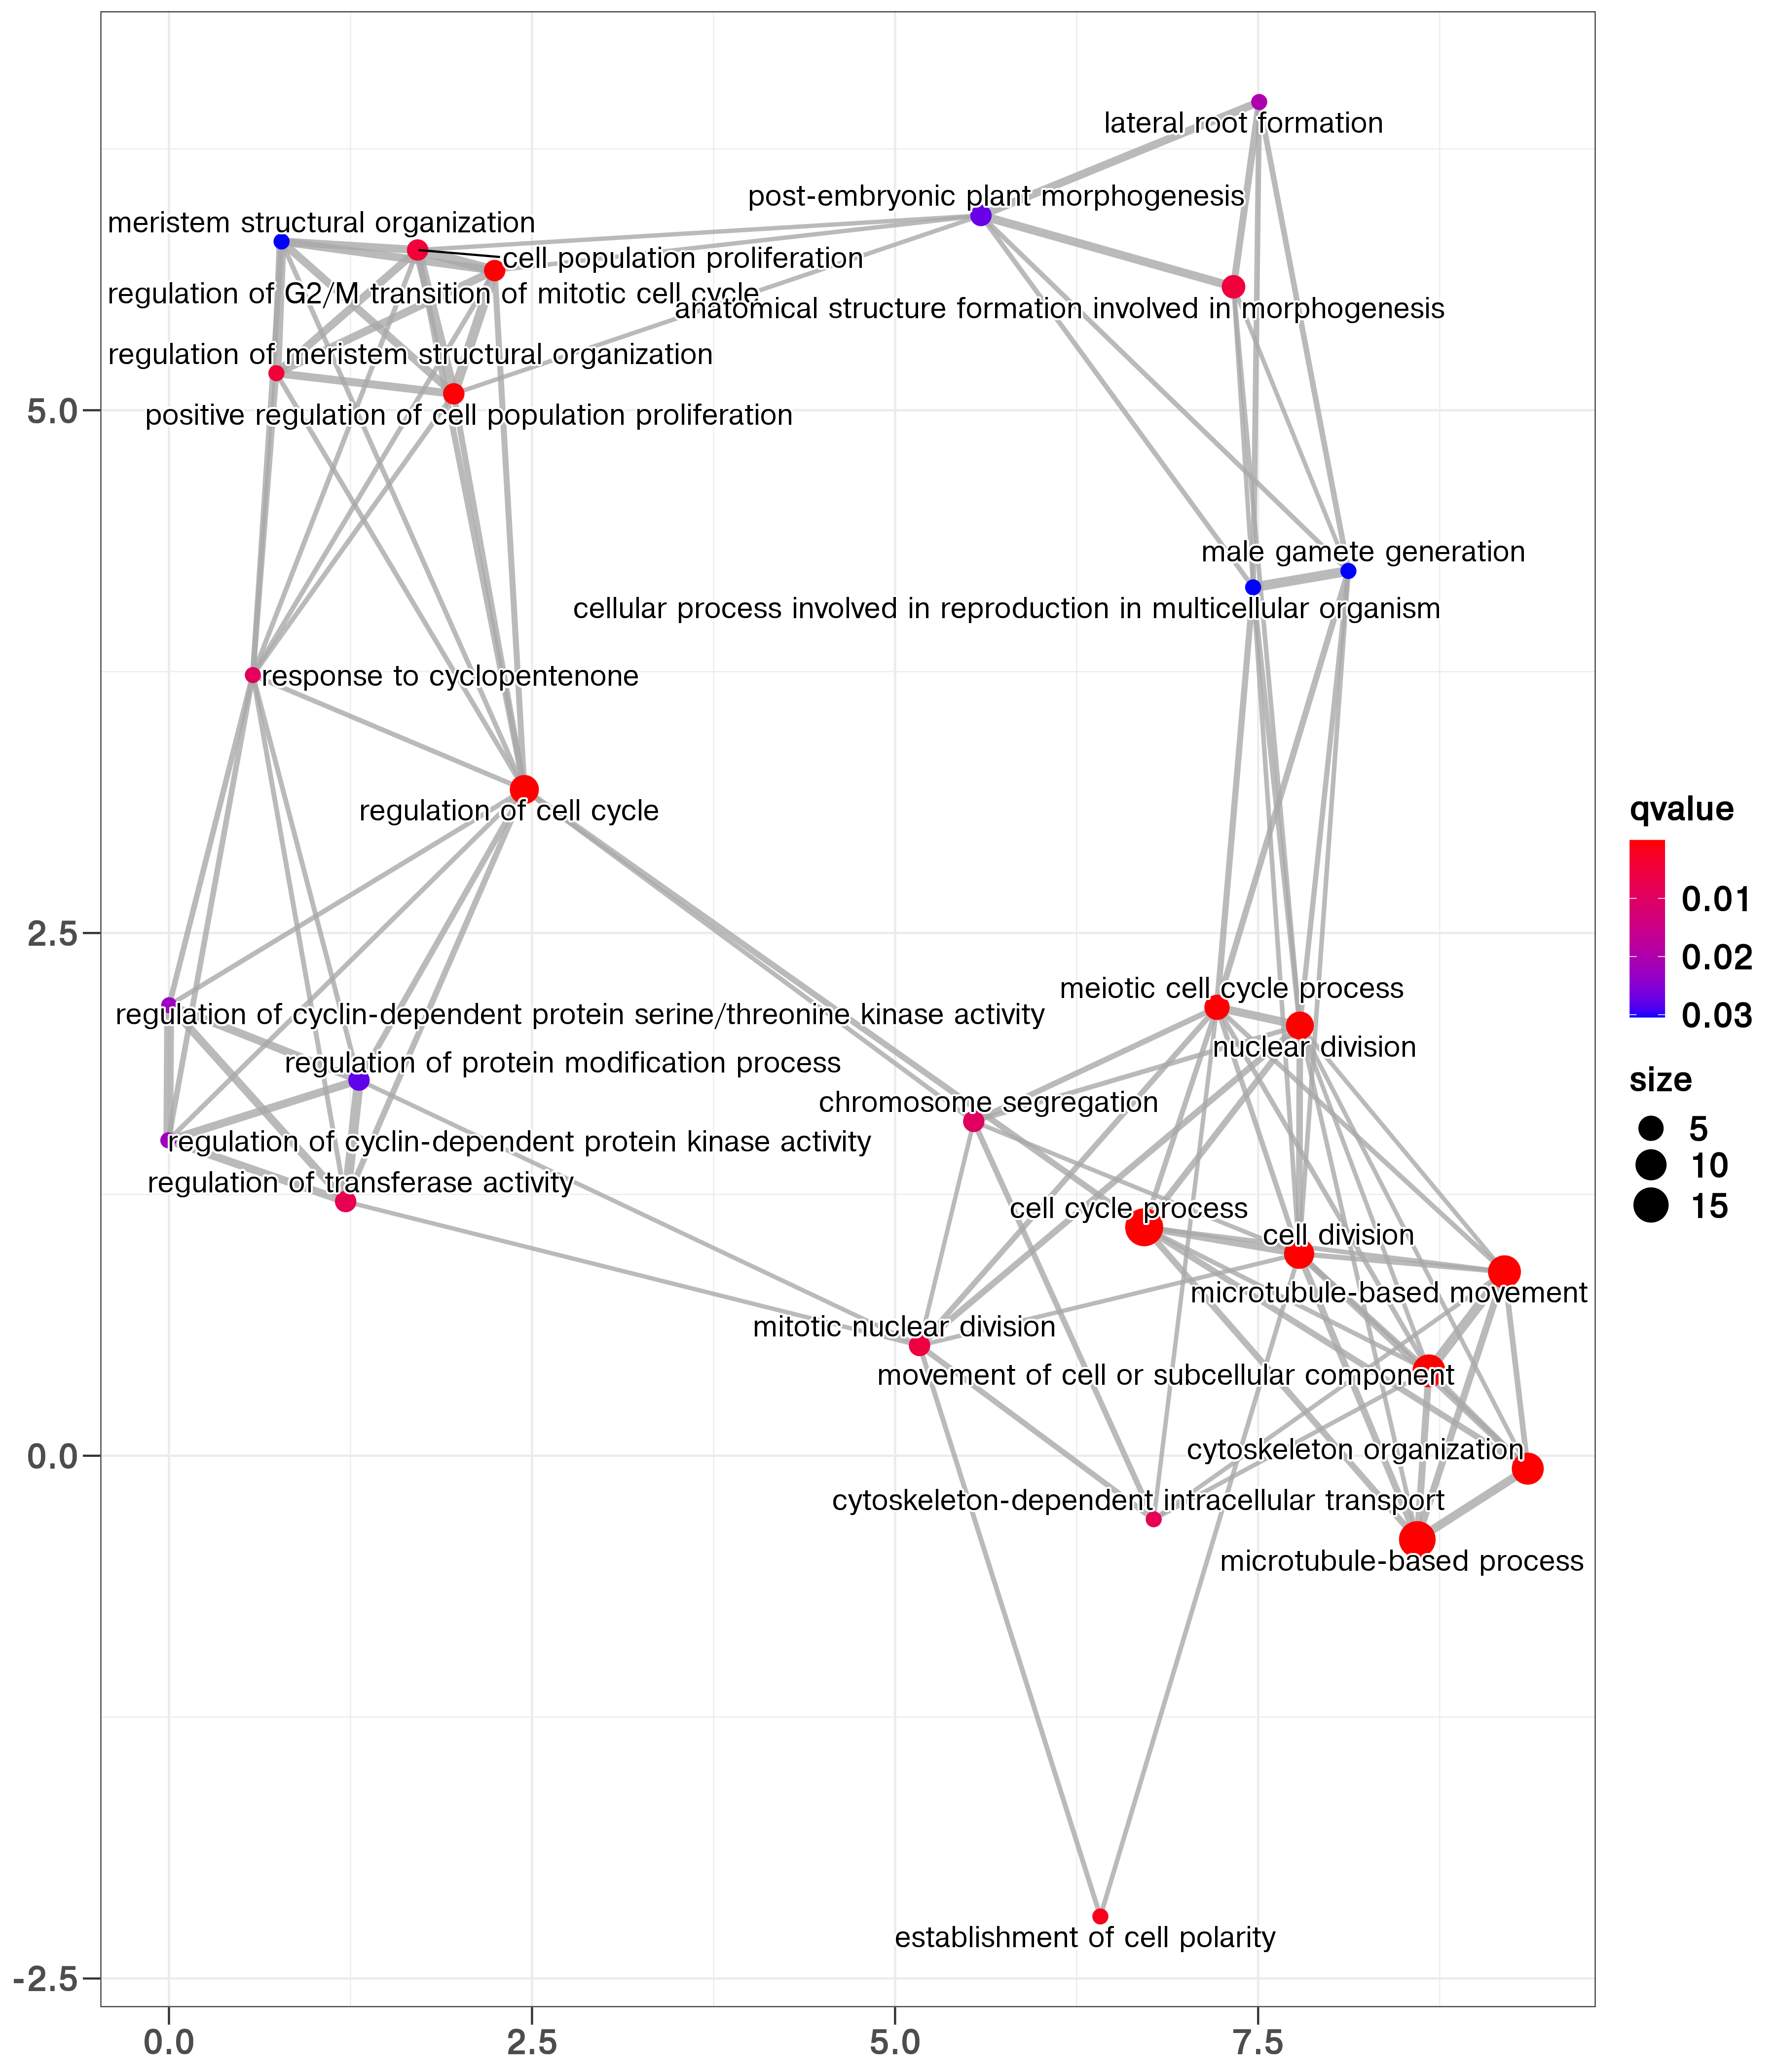 lateral root formation
post-embryonic plant morphogenesis
meristem structural organization
cell population proliferation
regulation of G2/M transition of mitotic cell cycle
anatomical structure formation involved in morphogenesis
regulation of meristem structural organization
positive regulation of cell population proliferation
male gamete generation
cellular process involved in reproduction in multicellular organism
response to cyclopentenone
regulation of cell cycle
meiotic cell cycle process
regulation of cyclin-dependent protein serine/threonine kinase activity
nuclear division
regulation of protein modification process
chromosome segregation
regulation of cyclin-dependent protein kinase activity
regulation of transferase activity
cell cycle process
cell division
microtubule-based movement
mitotic nuclear division
movement of cell or subcellular component
cytoskeleton organization
cytoskeleton-dependent intracellular transport
microtubule-based process
establishment of cell polarity
5.0
2.5
0.0
-2.5
0.0 2.5 5.0 7.5
qvalue
0.01
0.02
0.03
size
5
10
15